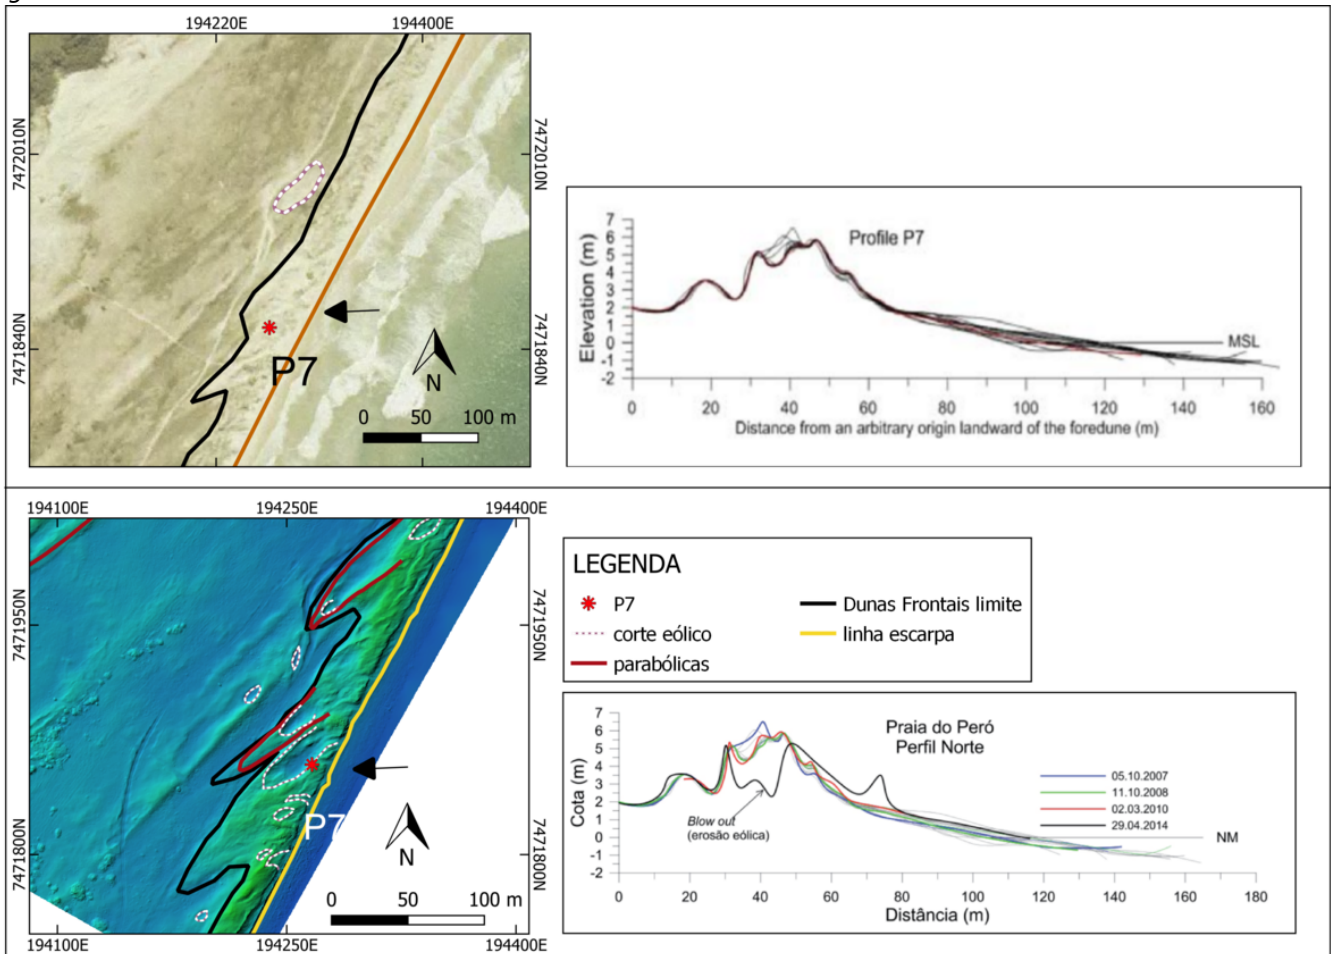 194220E 194400E
7472010N
7472010N
7471840N
7471840N
P7
N
0 50 100 m
Profile P7
Elevation (m)
7
6
5
4
3
2
1
0
-1
-2
MSL
0 20 40 60 80 100 120 140 160
Distance from an arbitrary origin landward of the foredune (m)
194100E 194250E 194400E
7471950N
7471950N
7471800N
7471800N
P7
N
0 50 100 m
194100E 194250E 194400E
LEGENDA
P7
Dunas Frontais limite
corte eólico
linha escarpa
parabólicas
Praia do Peró
Perfil Norte
Cota (m)
7
6
5
4
3
2
1
0
-1
-2
05.10.2007
11.10.2008
02.03.2010
29.04.2014
Blow out
(erosão eólica)
NM
0 20 40 60 80 100 120 140 160 180
Distância (m)